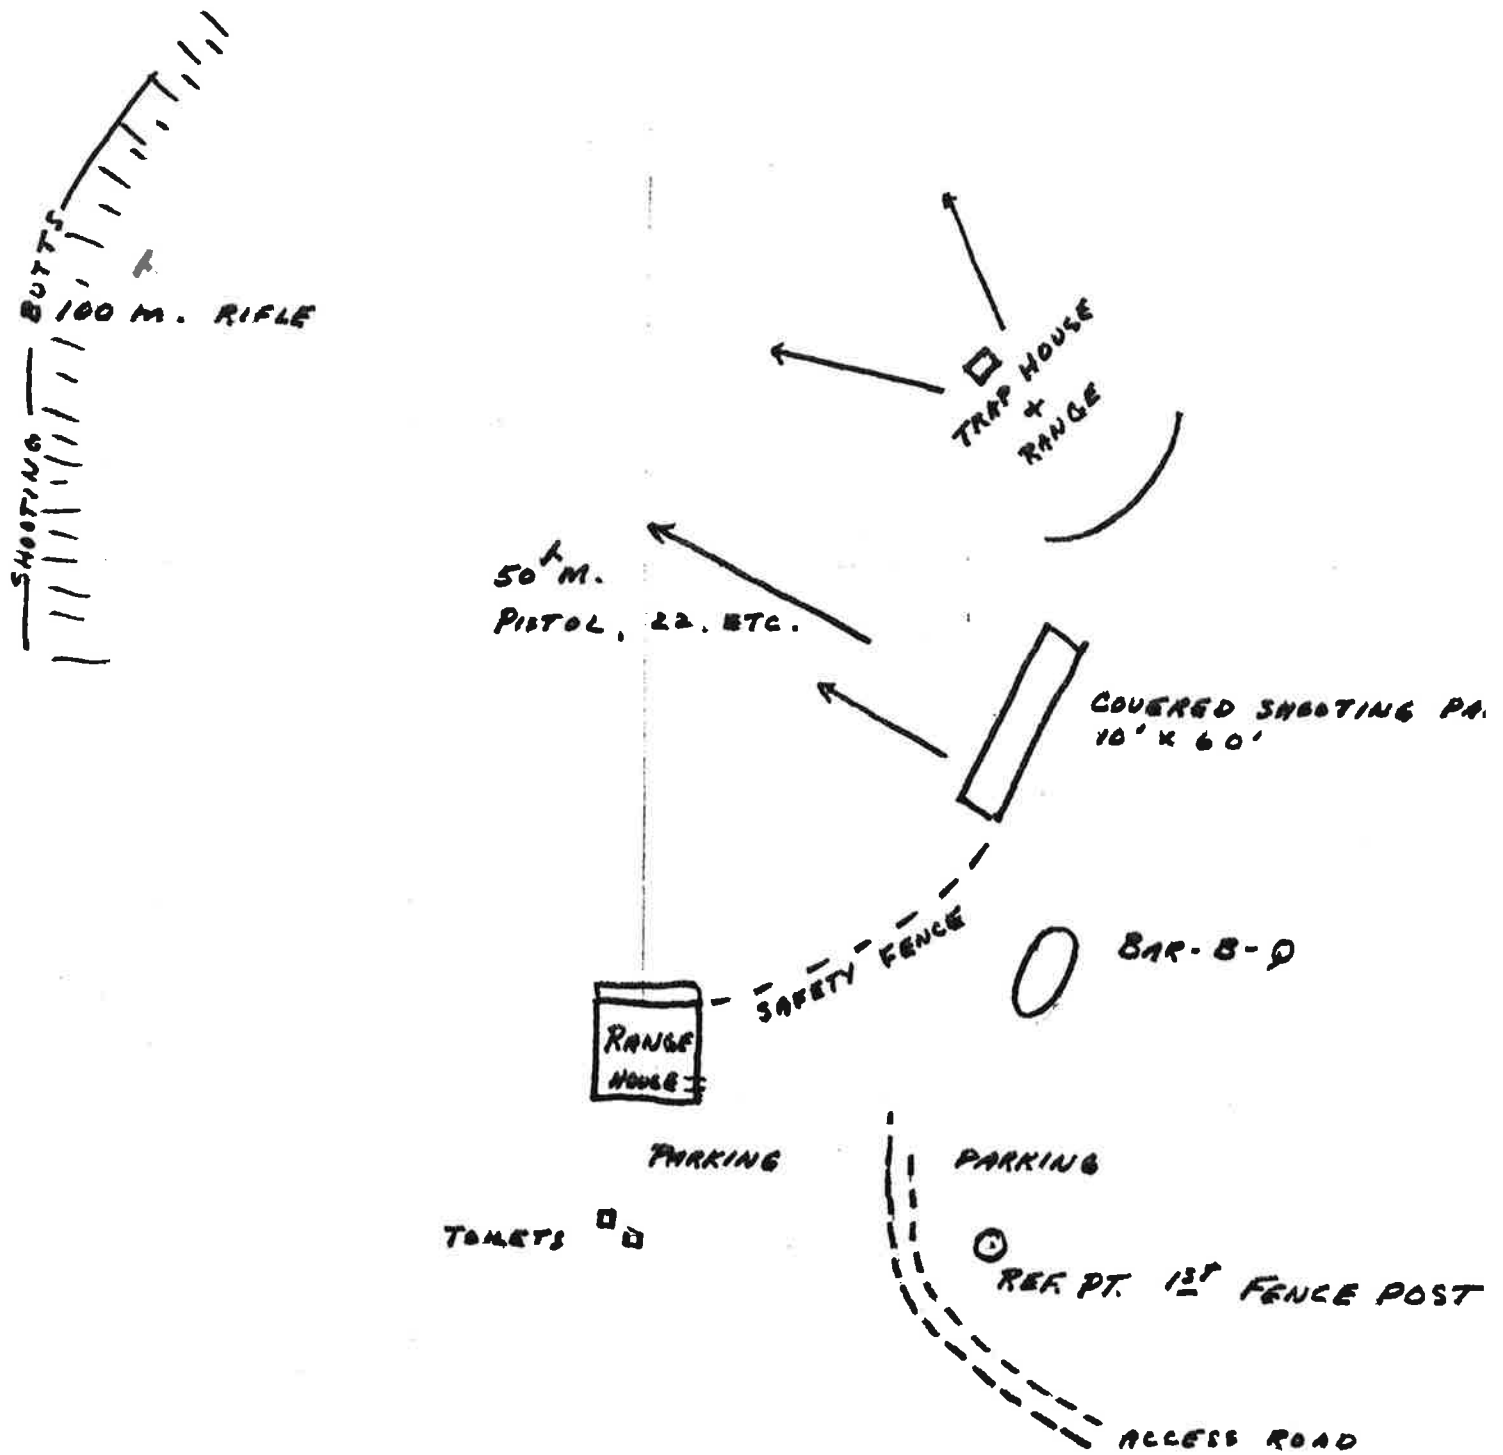 SHOOTING BUTTS
100 M. RIFLE
TRAP HOUSE
+
RANGE
50 M.
PISTOL, 22. ETC.
COVERED SHOOTING
10' x 60'
SAFETY FENCE
BAR-B-Q
RANGE
HOUSE
PARKING
PARKING
TOILETS
REF. PT. 1ST FENCE POST
ACCESS ROAD